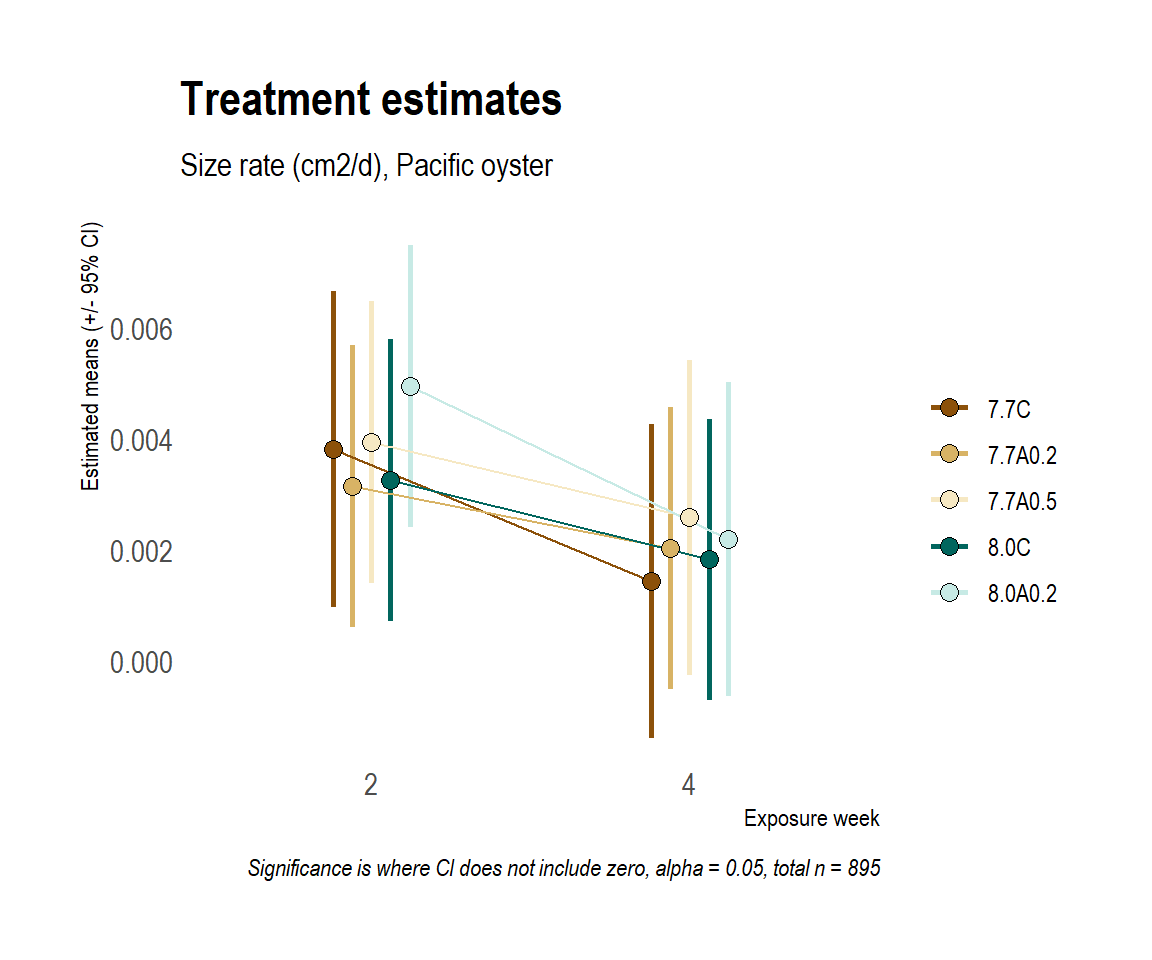 Treatment estimates
Size rate (cm2/d), Pacific oyster
Estimated means (+/- 95% CI)
0.006
0.004
0.002
0.000
2
4
Exposure week
7.7C
7.7A0.2
7.7A0.5
8.0C
8.0A0.2
Significance is where CI does not include zero, alpha = 0.05, total n = 895